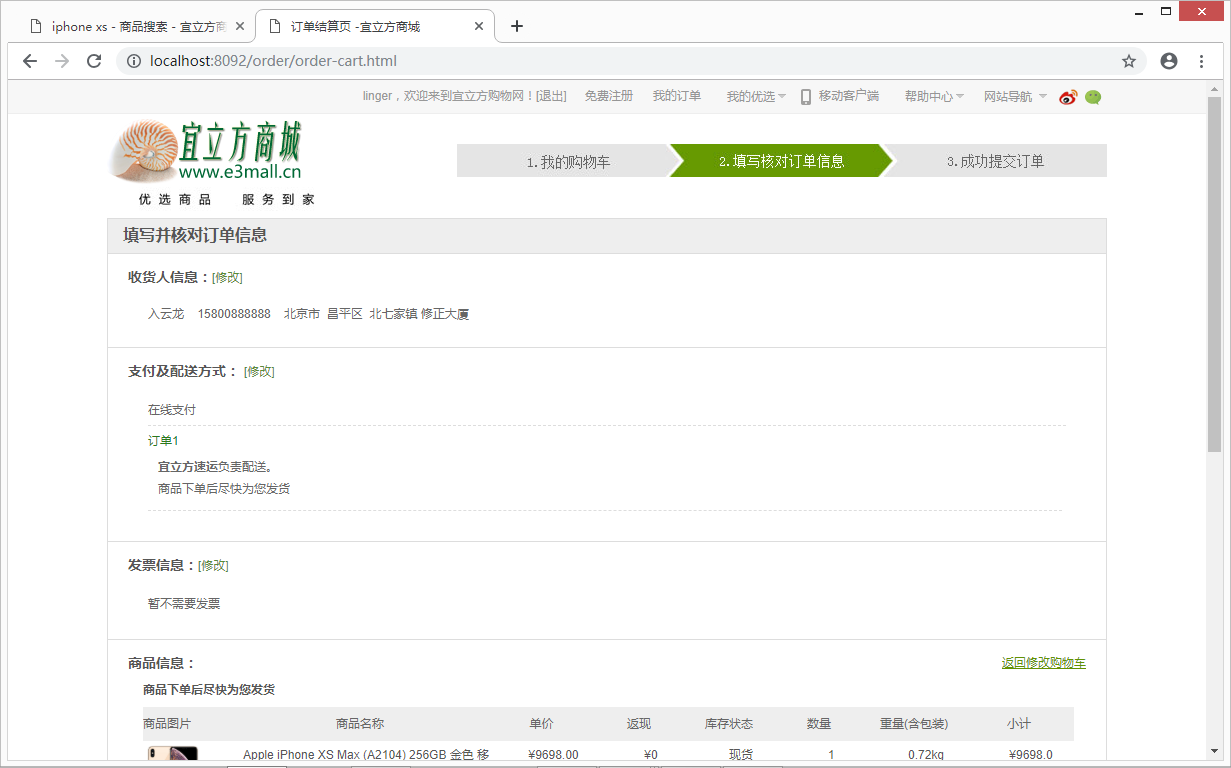 iphone xs - 商品搜索 - 宜立方商
订单结算页 -宜立方商城
localhost:8092/order/order-cart.html
linger，欢迎来到宜立方购物网！[退出] 免费注册 我的订单 我的优选 移动客户端 帮助中心 网站导航
宜立方商城
www.e3mall.cn
优选商品 服务到家
1.我的购物车 2.填写核对订单信息 3.成功提交订单
填写并核对订单信息
收货人信息：[修改]
入云龙 15800888888 北京市 昌平区 北七家镇 修正大厦
支付及配送方式： [修改]
在线支付
订单1
宜立方速运负责配送。
商品下单后尽快为您发货
发票信息：[修改]
暂不需要发票
商品信息： 返回修改购物车
商品下单后尽快为您发货
商品图片 商品名称 单价 返现 库存状态 数量 重量(含包装) 小计
Apple iPhone XS Max (A2104) 256GB 金色 移 ¥9698.00 ¥0 现货 1 0.72kg ¥9698.0